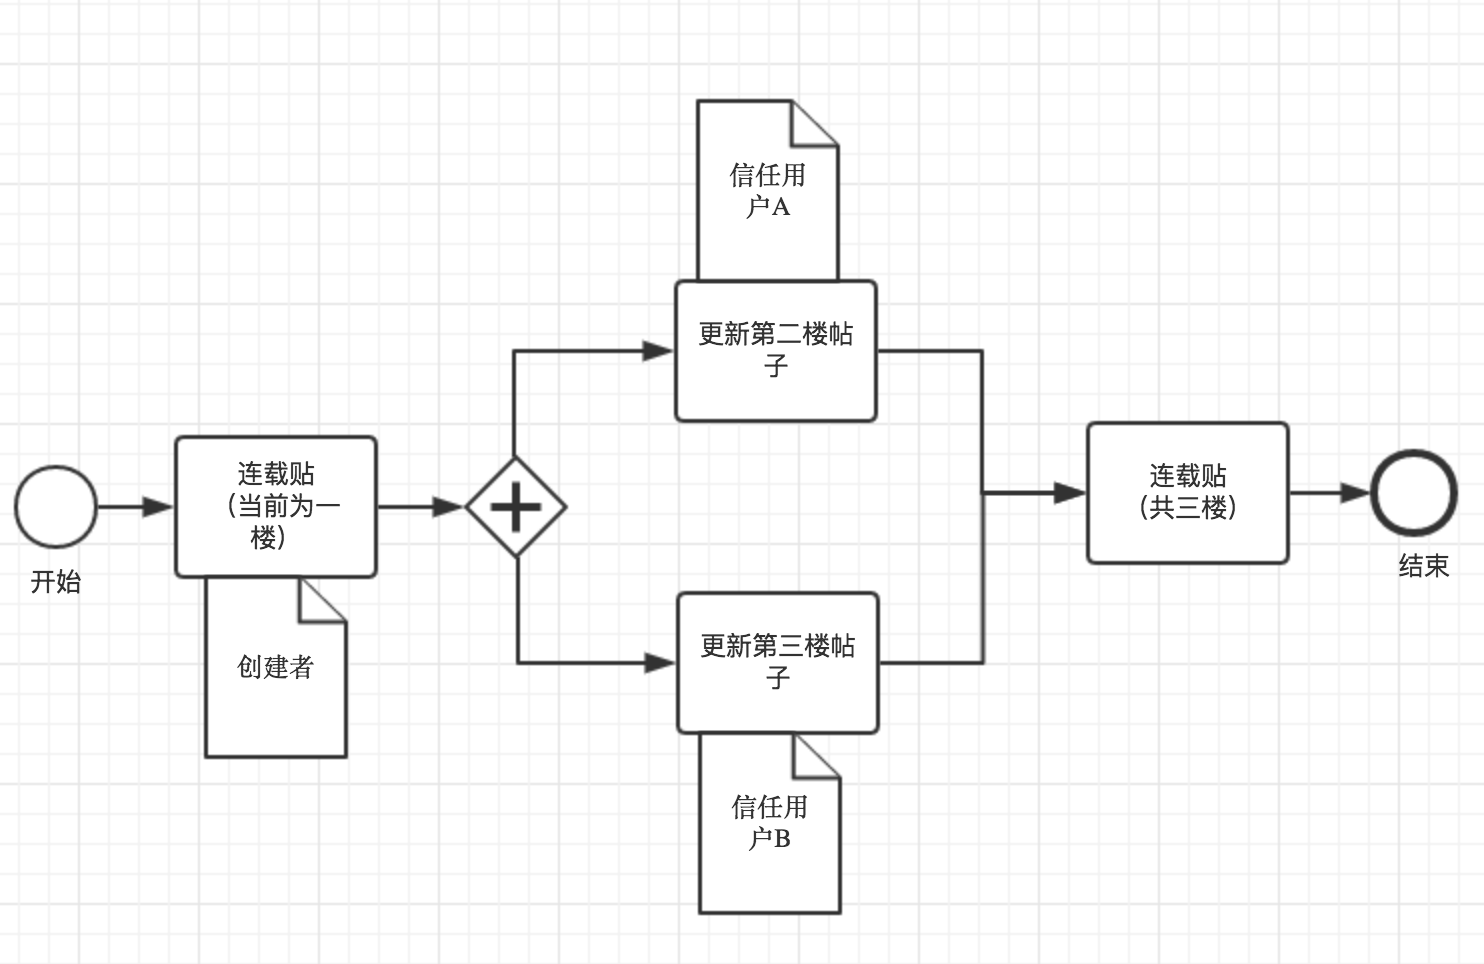 信任用
户A
更新第二楼帖
子
连载贴
（当前为一
楼）
开始
创建者
更新第三楼帖
子
信任用
户B
连载贴
（共三楼）
结束